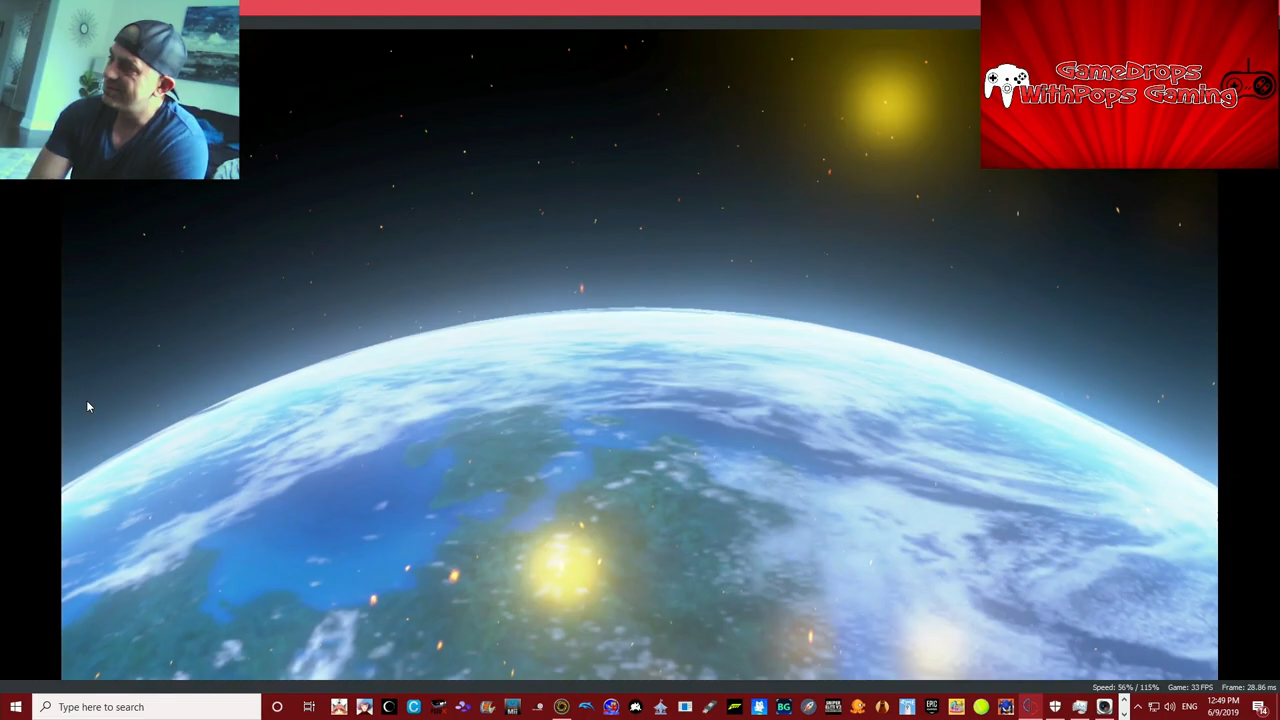 GameDrops
WithPops Gaming
Speed: 56% / 115% Game: 33 FPS Frame: 28.86 ms
Type here to search
ENG
12:49 PM
6/9/2019
14